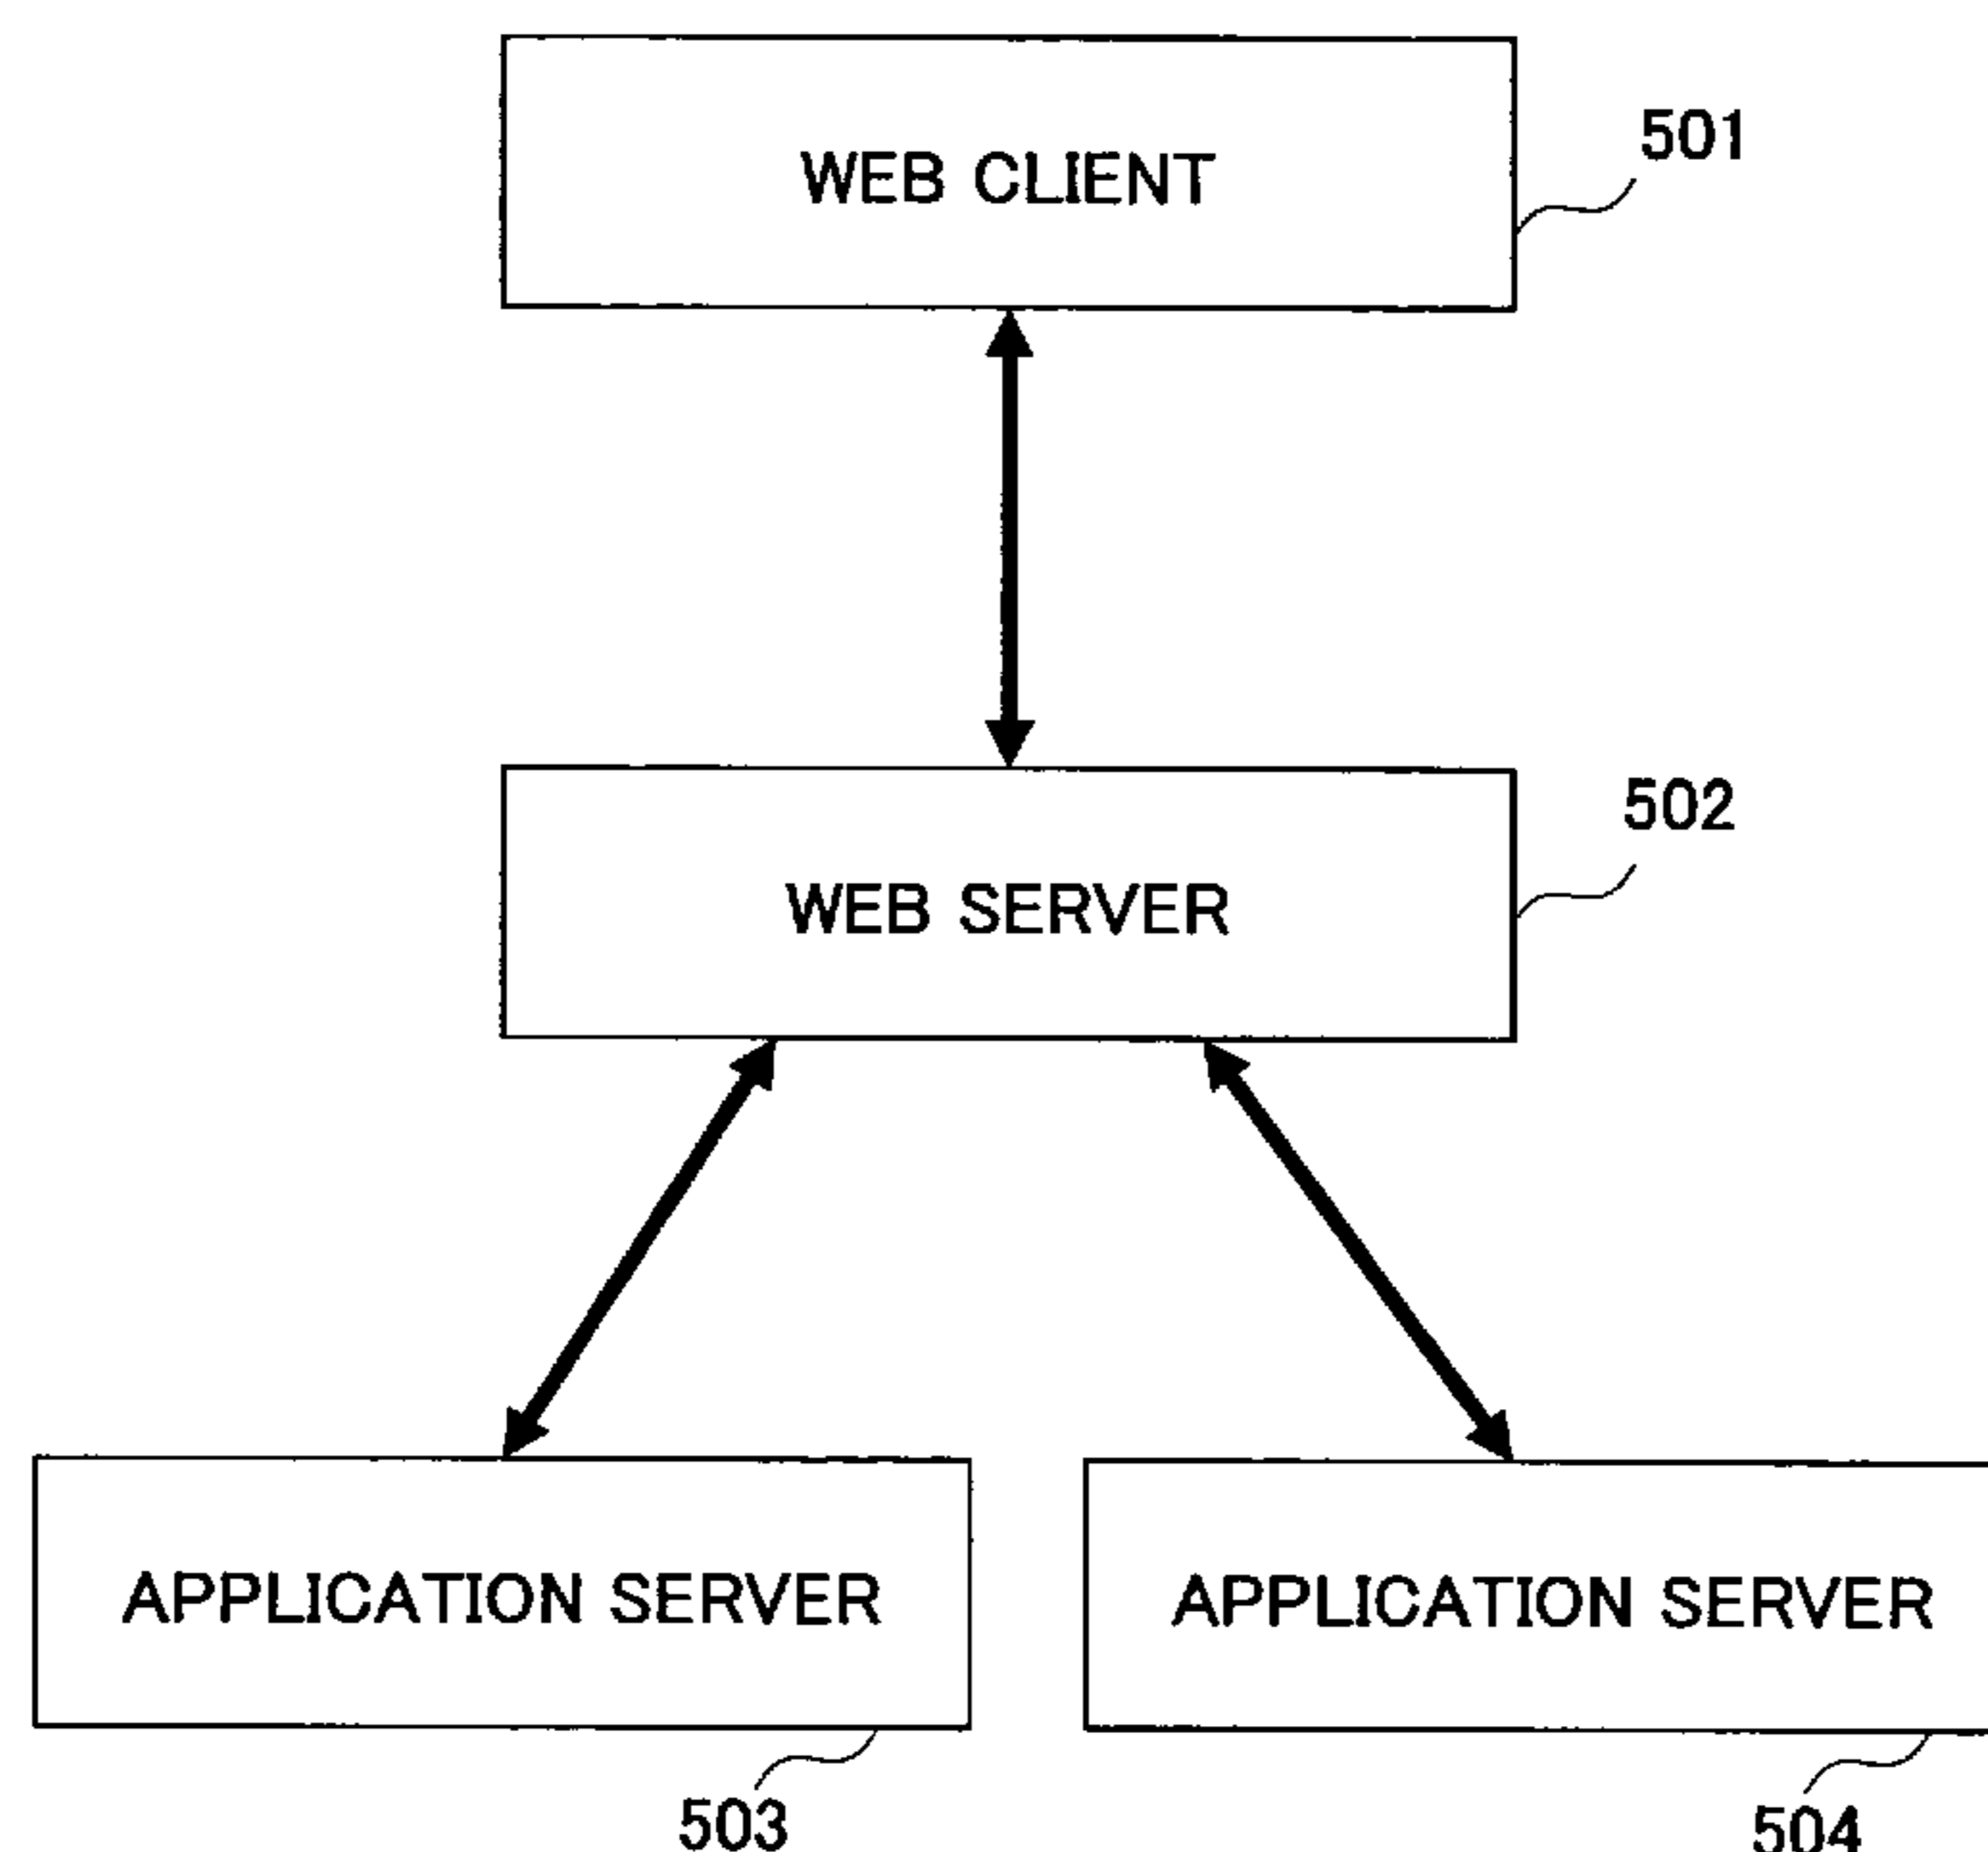 501
WEB CLIENT
502
WEB SERVER
APPLICATION SERVER
APPLICATION SERVER
503
504